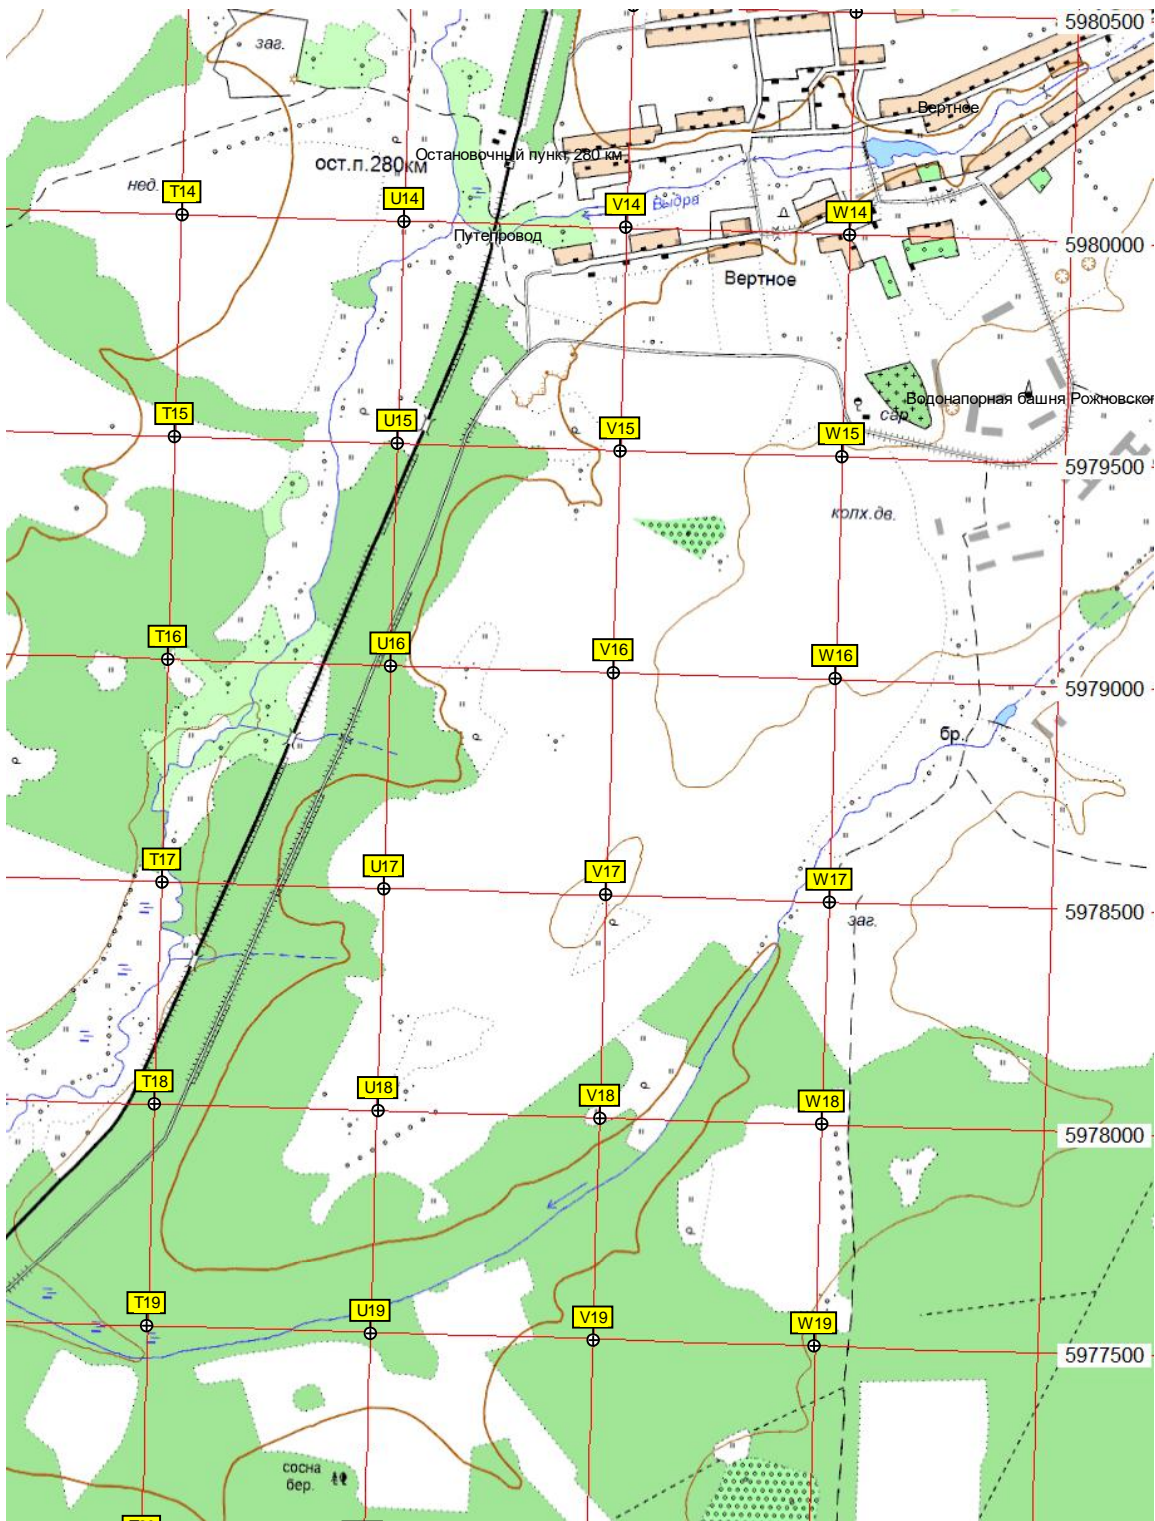 5980500
заг.
Вертное
Остановочный пункт 280 км
ост.п.280км
нед.
T14
U14
Выдра
V14
W14
Путепровод
5980000
Вертное
Водонапорная башня Рожновског
сар.
T15
U15
V15
W15
5979500
колх.дв.
T16
U16
V16
W16
5979000
бр.
T17
U17
V17
W17
заг.
5978500
T18
U18
V18
W18
5978000
T19
U19
V19
W19
5977500
сосна
бер.